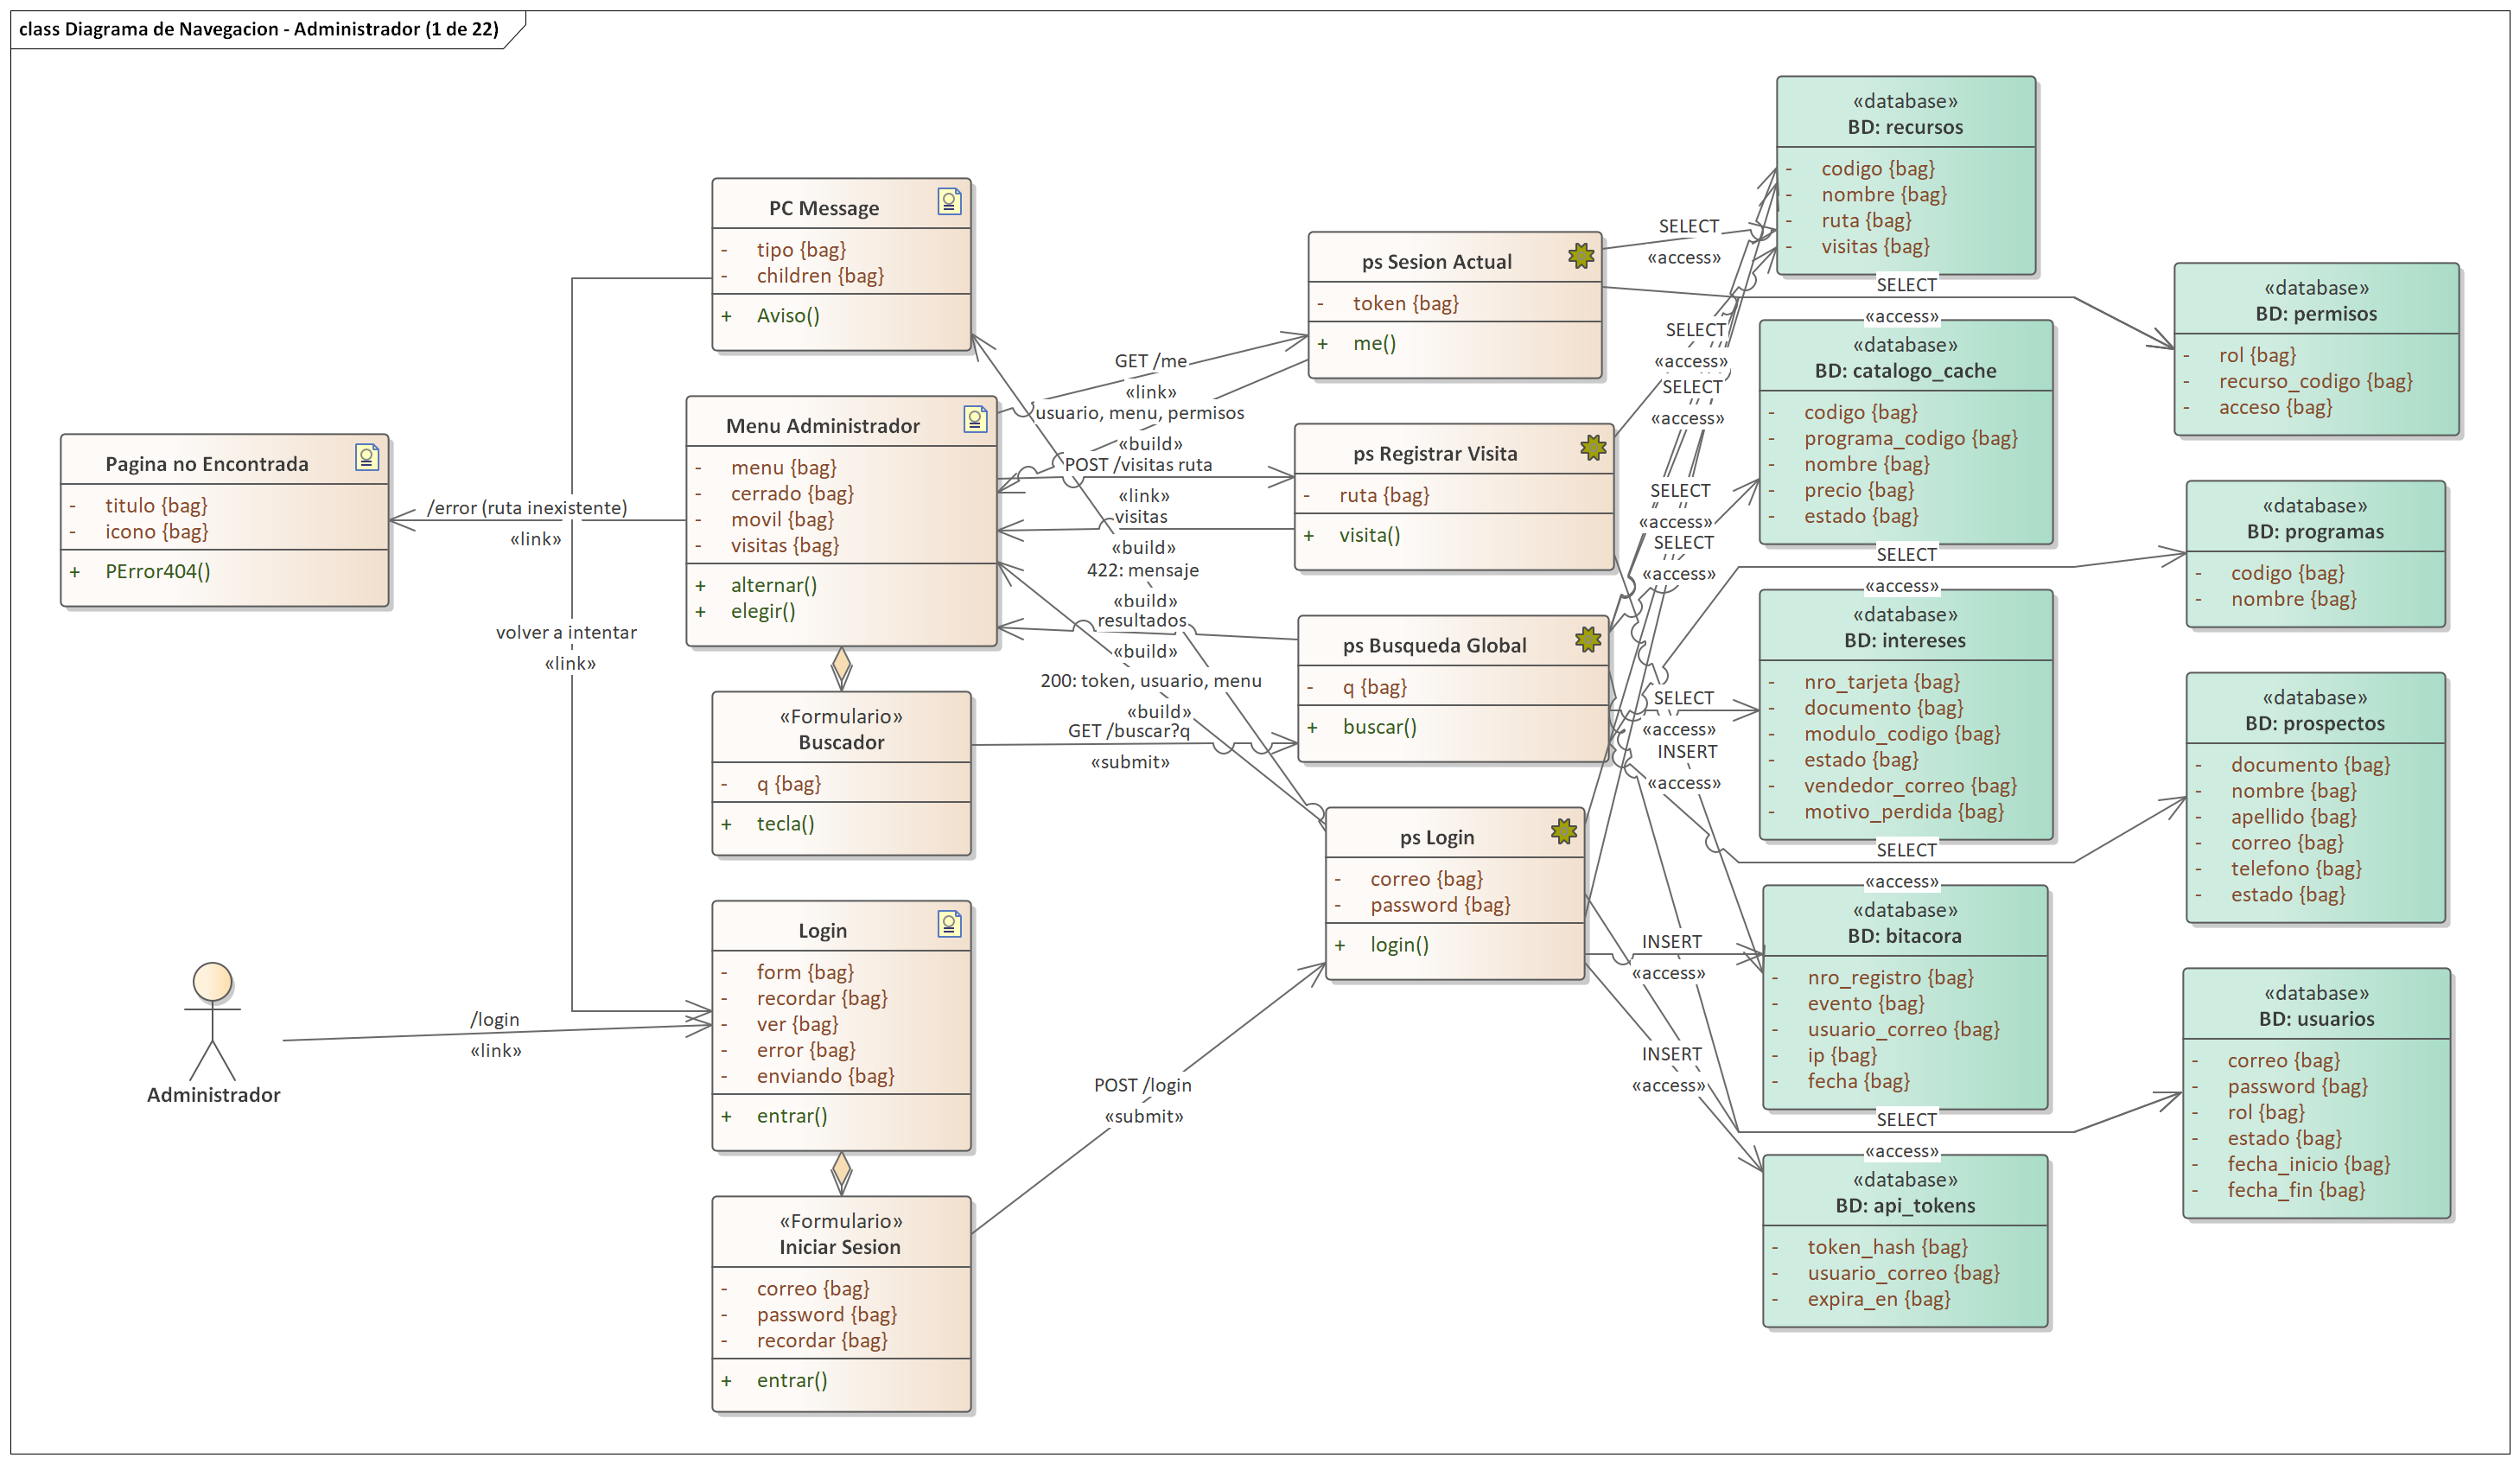 class Diagrama de Navegacion - Administrador (1 de 22)
Pagina no Encontrada
- titulo {bag}
- icono {bag}
+ PError404()
Administrador
/login
«link»
/error (ruta inexistente)
«link»
volver a intentar
«link»
PC Message
- tipo {bag}
- children {bag}
+ Aviso()
Menu Administrador
- menu {bag}
- cerrado {bag}
- movil {bag}
- visitas {bag}
+ alternar()
+ elegir()
«Formulario»
Buscador
- q {bag}
+ tecla()
Login
- form {bag}
- recordar {bag}
- ver {bag}
- error {bag}
- enviando {bag}
+ entrar()
«Formulario»
Iniciar Sesion
- correo {bag}
- password {bag}
- recordar {bag}
+ entrar()
GET /me
«link»
usuario, menu, permisos
«build»
POST /visitas ruta
«link»
visitas
«build»
422: mensaje
«build»
resultados
«build»
200: token, usuario, menu
«build»
GET /buscar?q
«submit»
POST /login
«submit»
ps Sesion Actual
- token {bag}
+ me()
ps Registrar Visita
- ruta {bag}
+ visita()
ps Busqueda Global
- q {bag}
+ buscar()
ps Login
- correo {bag}
- password {bag}
+ login()
SELECT
«access»
SELECT
«access»
SELECT
«access»
SELECT
«access»
SELECT
«access»
SELECT
«access»
SELECT
«access»
INSERT
«access»
INSERT
«access»
INSERT
«access»
SELECT
«access»
SELECT
«access»
SELECT
«access»
«database»
BD: recursos
- codigo {bag}
- nombre {bag}
- ruta {bag}
- visitas {bag}
«database»
BD: catalogo_cache
- codigo {bag}
- programa_codigo {bag}
- nombre {bag}
- precio {bag}
- estado {bag}
«database»
BD: intereses
- nro_tarjeta {bag}
- documento {bag}
- modulo_codigo {bag}
- estado {bag}
- vendedor_correo {bag}
- motivo_perdida {bag}
«database»
BD: bitacora
- nro_registro {bag}
- evento {bag}
- usuario_correo {bag}
- ip {bag}
- fecha {bag}
«database»
BD: api_tokens
- token_hash {bag}
- usuario_correo {bag}
- expira_en {bag}
«database»
BD: permisos
- rol {bag}
- recurso_codigo {bag}
- acceso {bag}
«database»
BD: programas
- codigo {bag}
- nombre {bag}
«database»
BD: prospectos
- documento {bag}
- nombre {bag}
- apellido {bag}
- correo {bag}
- telefono {bag}
- estado {bag}
«database»
BD: usuarios
- correo {bag}
- password {bag}
- rol {bag}
- estado {bag}
- fecha_inicio {bag}
- fecha_fin {bag}